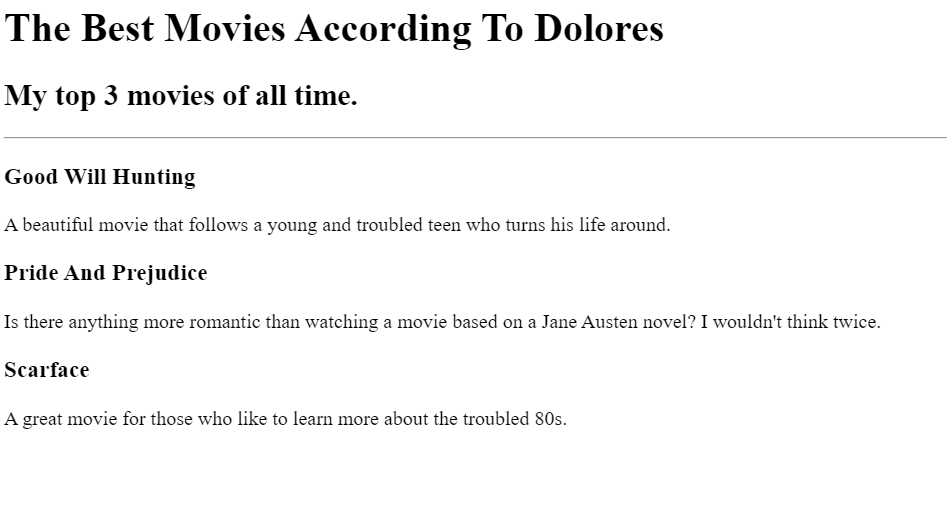 The Best Movies According To Dolores
My top 3 movies of all time.
Good Will Hunting
A beautiful movie that follows a young and troubled teen who turns his life around.
Pride And Prejudice
Is there anything more romantic than watching a movie based on a Jane Austen novel? I wouldn't think twice.
Scarface
A great movie for those who like to learn more about the troubled 80s.